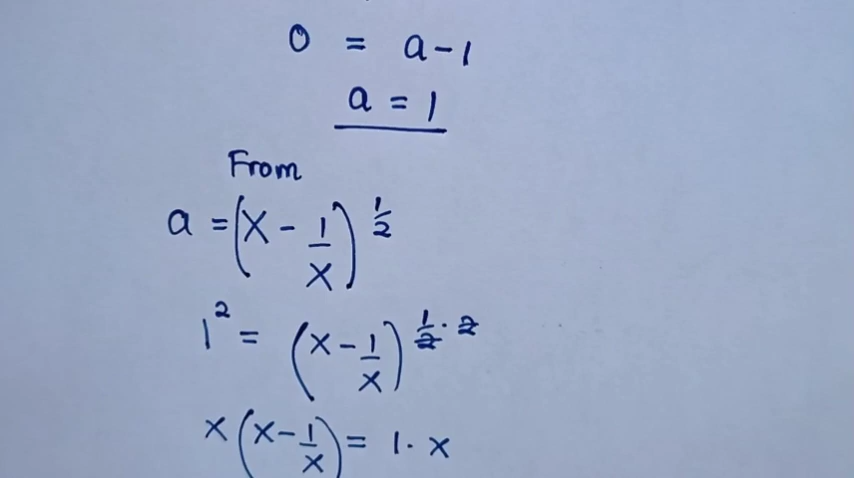 0 = a - 1
a = 1
From
a = (x - 1/x)^1/2
1^2 = (x - 1/x)^1/2 · 2
x(x - 1/x) = 1 · x